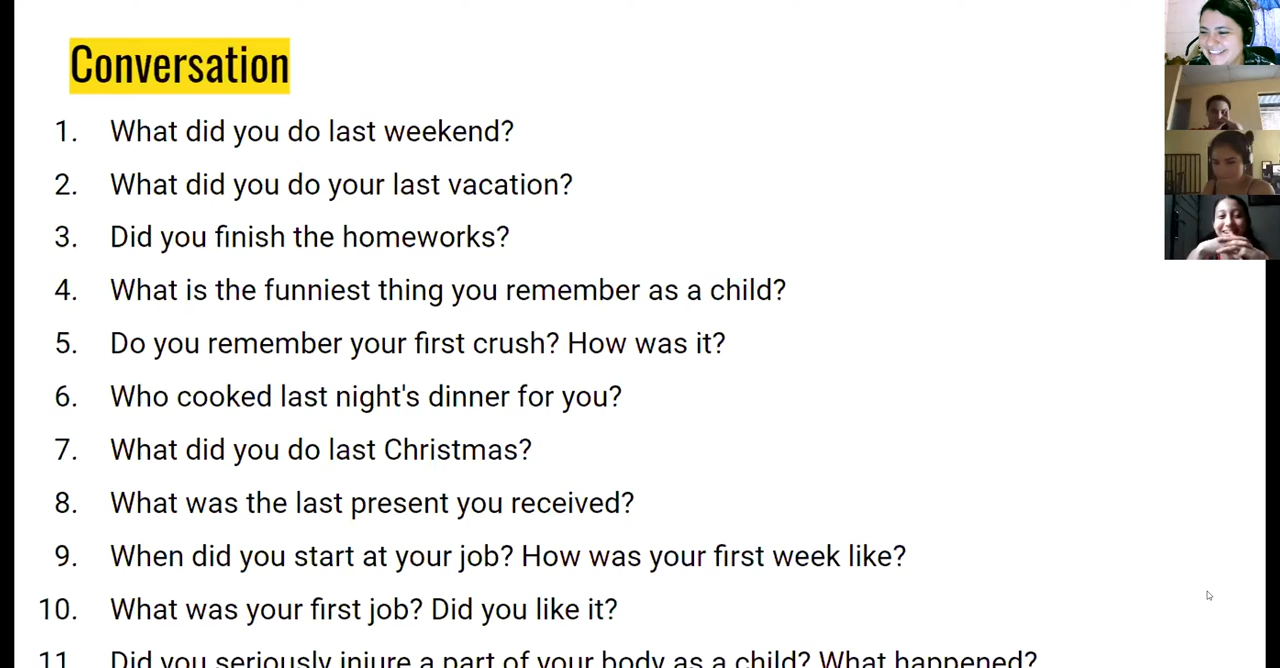 Conversation
1. What did you do last weekend?
2. What did you do your last vacation?
3. Did you finish the homeworks?
4. What is the funniest thing you remember as a child?
5. Do you remember your first crush? How was it?
6. Who cooked last night's dinner for you?
7. What did you do last Christmas?
8. What was the last present you received?
9. When did you start at your job? How was your first week like?
10. What was your first job? Did you like it?
11. Did you seriously injure a part of your body as a child? What happened?